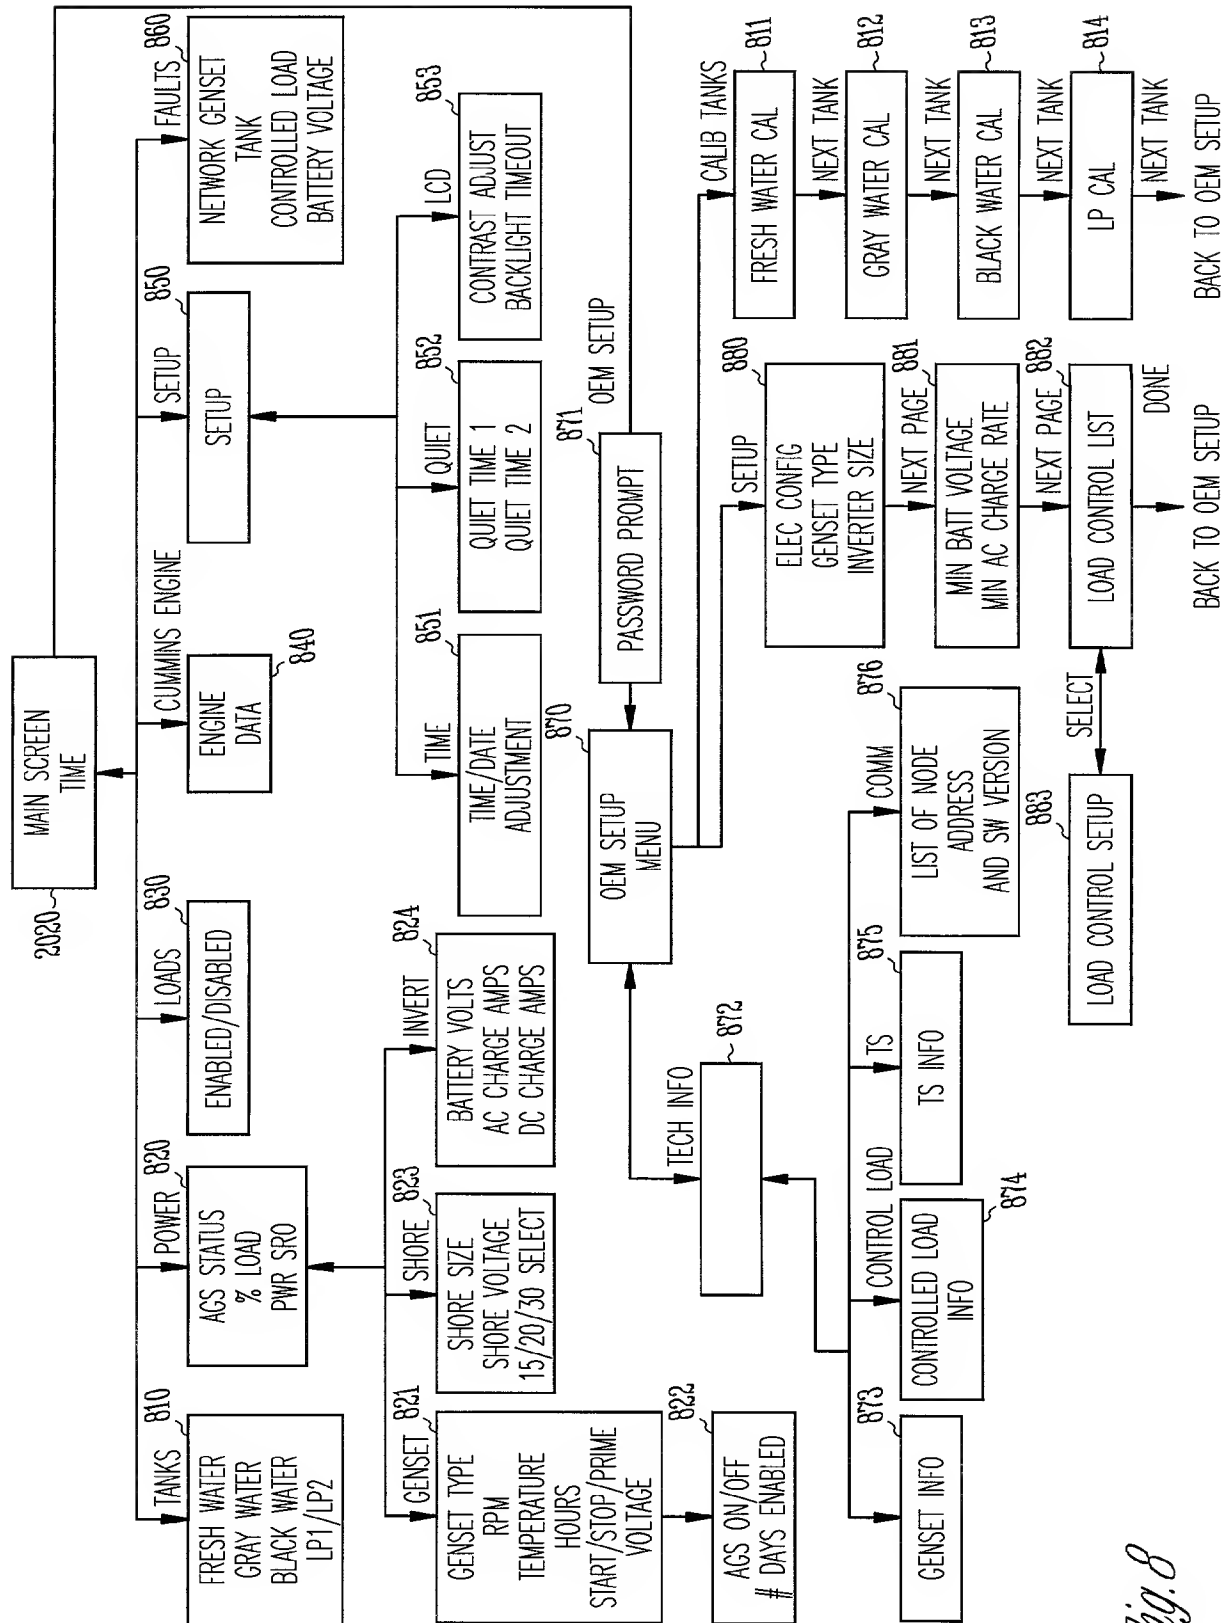 MAIN SCREEN
TIME
2020
TANKS
810
FRESH WATER
GRAY WATER
BLACK WATER
LP1/LP2
POWER
820
AGS STATUS
% LOAD
PWR SRO
LOADS
830
ENABLED/DISABLED
CUMMINS ENGINE
ENGINE
DATA
840
SETUP
850
SETUP
FAULTS
860
NETWORK GENSET
TANK
CONTROLLED LOAD
BATTERY VOLTAGE
GENSET
821
GENSET TYPE
RPM
TEMPERATURE
HOURS
START/STOP/PRIME
VOLTAGE
SHORE
823
SHORE SIZE
SHORE VOLTAGE
15/20/30 SELECT
INVERT
824
BATTERY VOLTS
AC CHARGE AMPS
DC CHARGE AMPS
TIME
851
TIME/DATE
ADJUSTMENT
QUIET
852
QUIET TIME 1
QUIET TIME 2
LCD
853
CONTRAST ADJUST
BACKLIGHT TIMEOUT
822
AGS ON/OFF
# DAYS ENABLED
870
OEM SETUP
MENU
871
PASSWORD PROMPT
OEM SETUP
TECH INFO
872
SETUP
880
ELEC CONFIG
GENSET TYPE
INVERTER SIZE
NEXT PAGE
881
MIN BATT VOLTAGE
MIN AC CHARGE RATE
NEXT PAGE
882
LOAD CONTROL LIST
DONE
BACK TO OEM SETUP
SELECT
883
LOAD CONTROL SETUP
CALIB TANKS
811
FRESH WATER CAL
NEXT TANK
812
GRAY WATER CAL
NEXT TANK
813
BLACK WATER CAL
NEXT TANK
814
LP CAL
NEXT TANK
BACK TO OEM SETUP
873
GENSET INFO
CONTROL LOAD
CONTROLLED LOAD
INFO
874
TS
875
TS INFO
COMM
876
LIST OF NODE
ADDRESS
AND SW VERSION
Fig. 8